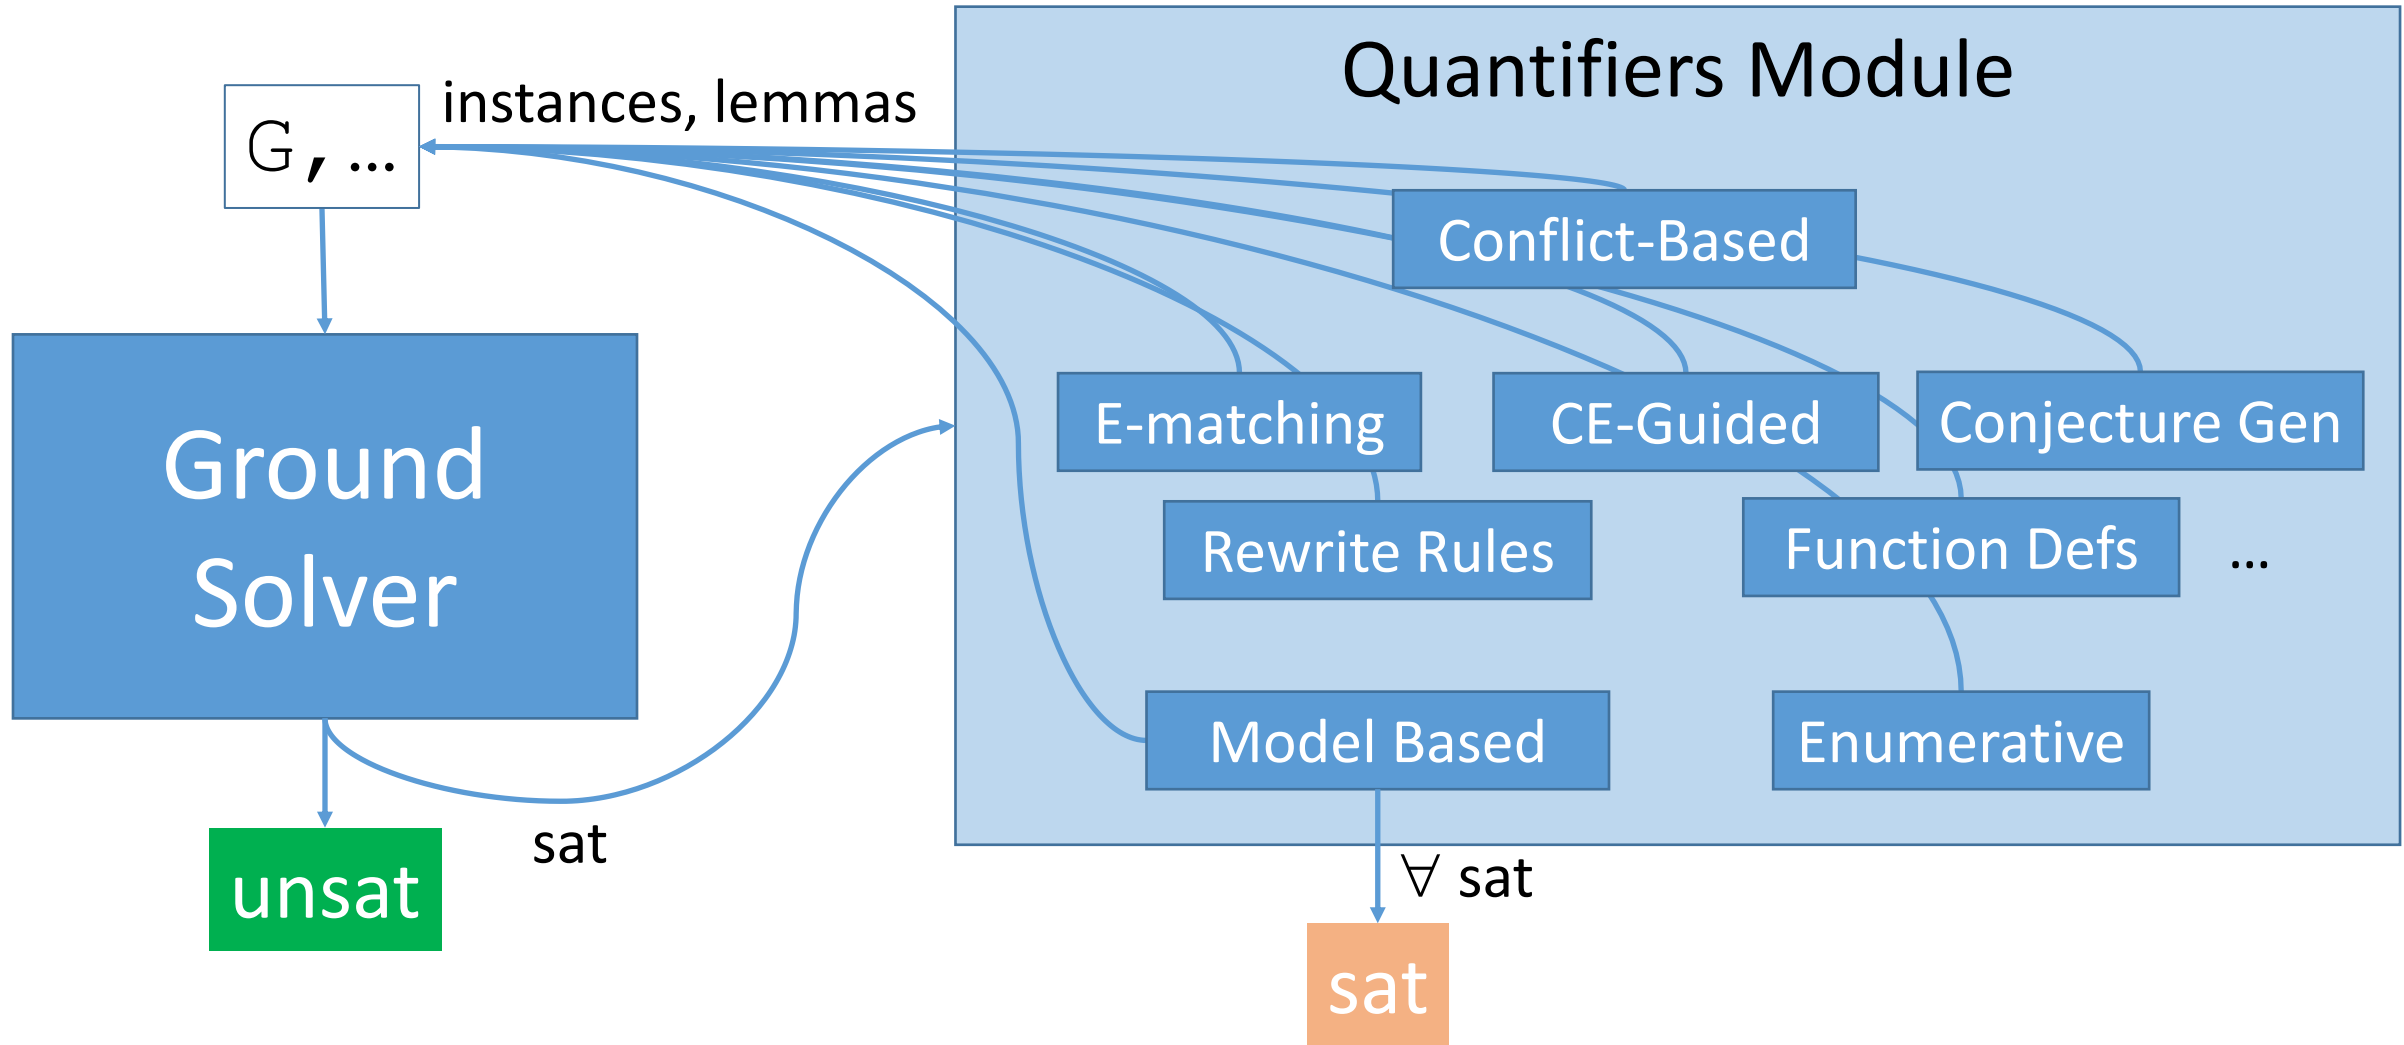 Quantifiers Module
instances, lemmas
G, …
Conflict-Based
E-matching
CE-Guided
Conjecture Gen
Ground
Solver
Rewrite Rules
Function Defs
...
Model Based
Enumerative
sat
∀ sat
unsat
sat